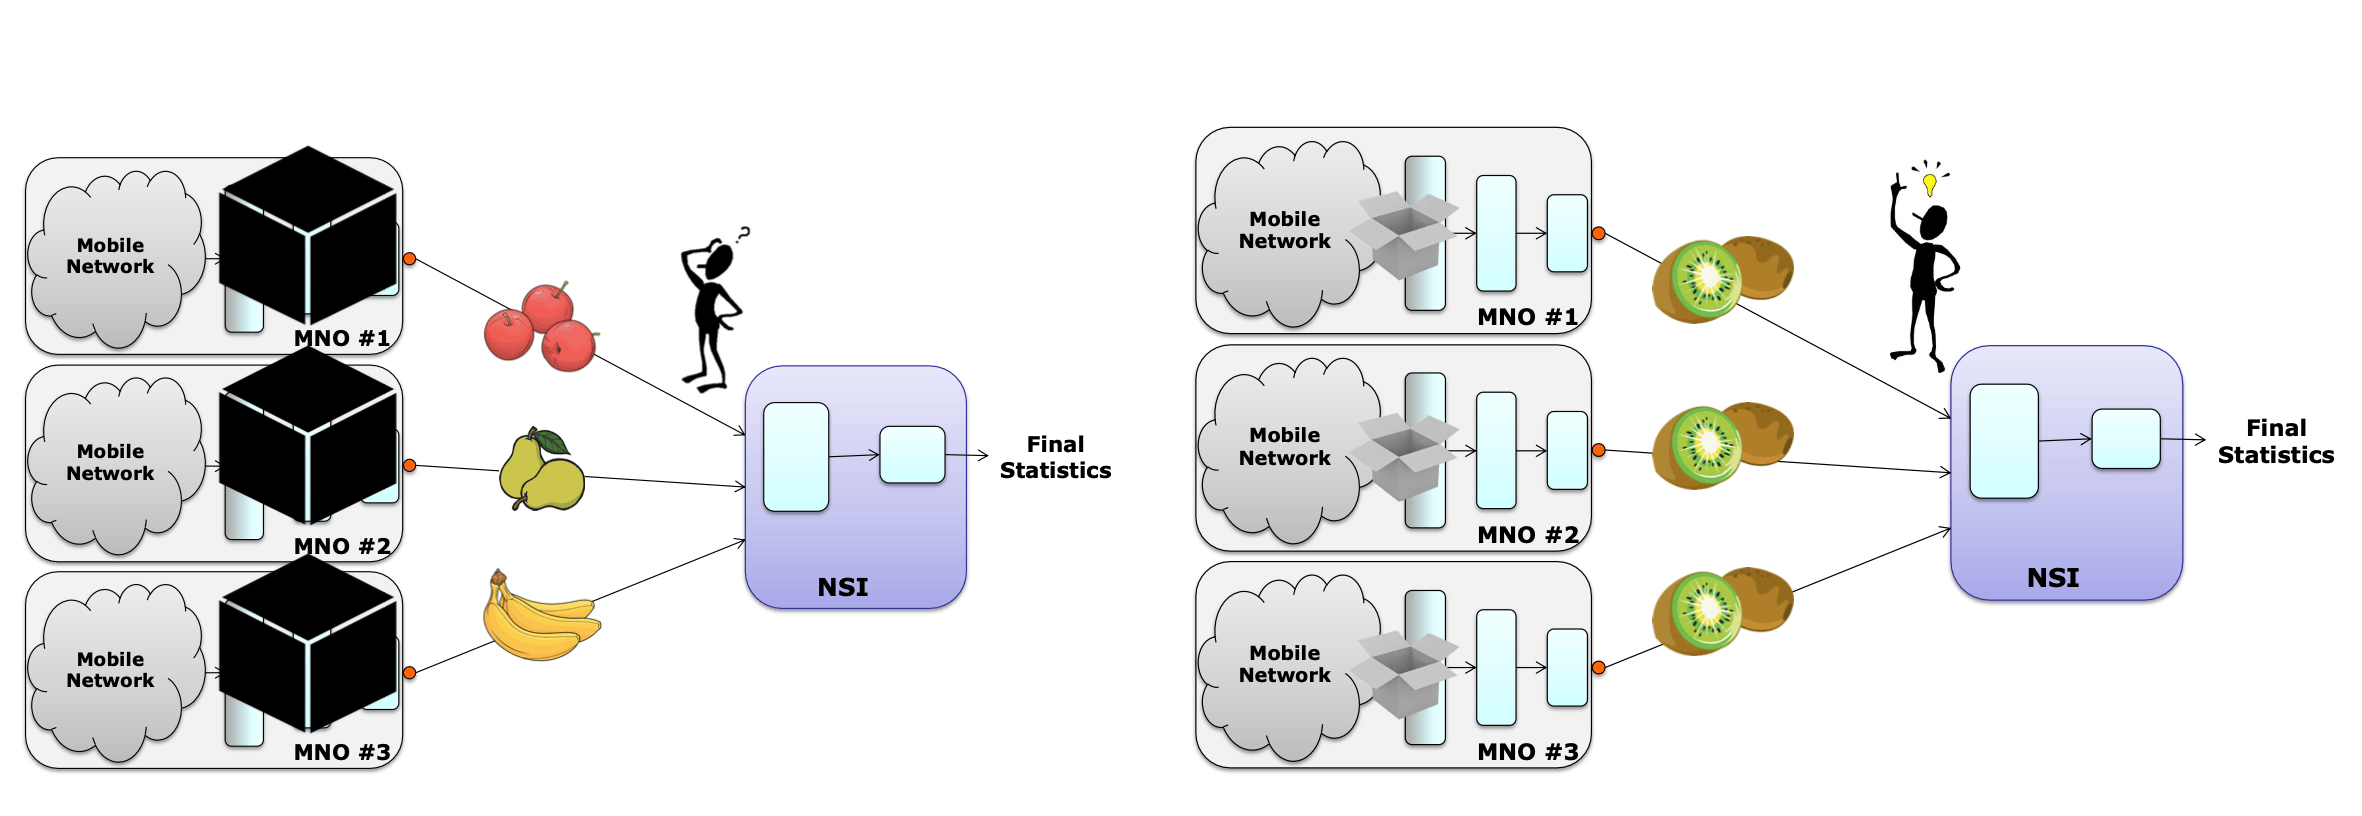 Mobile
Network
MNO #1
Mobile
Network
MNO #2
Mobile
Network
MNO #3
?
NSI
Final
Statistics
Mobile
Network
MNO #1
Mobile
Network
MNO #2
Mobile
Network
MNO #3
NSI
Final
Statistics